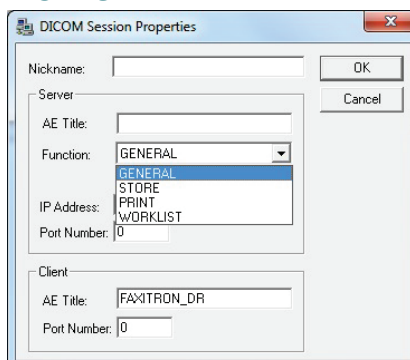 DICOM Session Properties
Nickname:
OK
Server
Cancel
AE Title:
Function: GENERAL
GENERAL
STORE
PRINT
IP Address:
WORKLIST
Port Number: 0
Client
AE Title: FAXITRON_DR
Port Number: 0